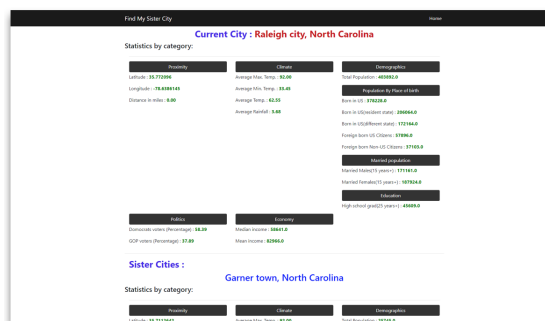 Find My Sister City
Home
Current City : Raleigh city, North Carolina
Statistics by category:
Proximity
Latitude : 35.772096
Longitude : -78.6386145
Distance in miles : 0.00
Climate
Average Max. Temp. : 92.00
Average Min. Temp. : 33.45
Average Temp. : 62.55
Average Rainfall : 3.68
Demographics
Total Population : 403892.0
Population By Place of birth
Born in US : 378228.0
Born in US(resident state) : 206064.0
Born in US(different state) : 172164.0
Foreign born US Citizens : 37896.0
Foreign born Non-US Citizens : 37103.0
Married population
Married Males(15 years+) : 171161.0
Married Females(15 years+) : 187924.0
Education
High school grad(25 years+) : 45609.0
Politics
Democrats voters (Percentage) : 58.09
GOP voters (Percentage) : 37.89
Economy
Median Income : 58641.0
Mean Income : 82966.0
Sister Cities :
Garner town, North Carolina
Statistics by category:
Proximity
Climate
Demographics